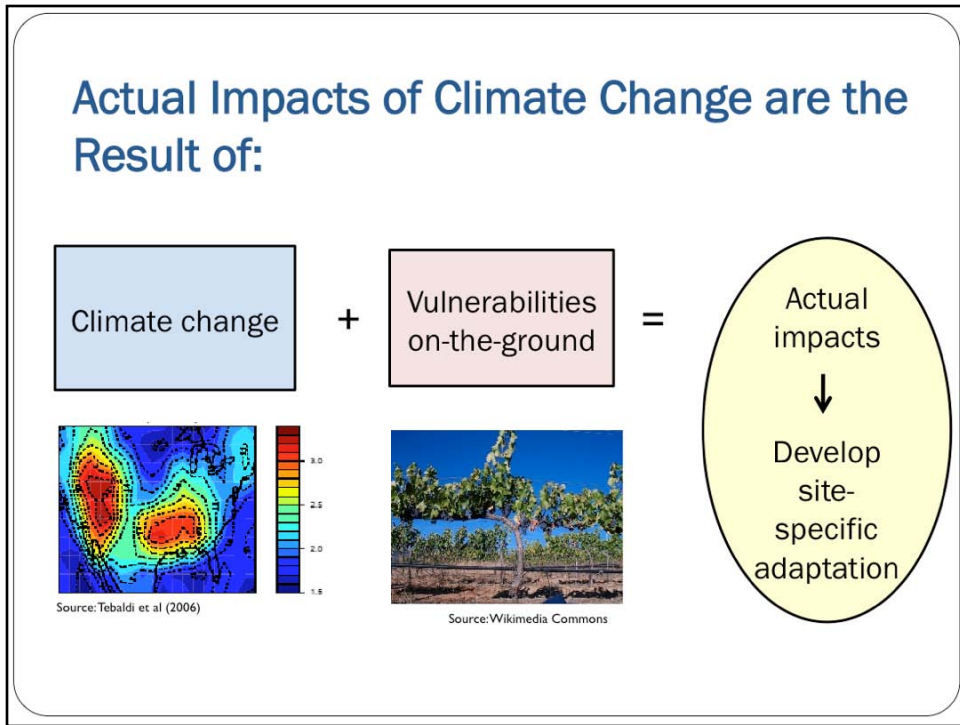 Actual Impacts of Climate Change are the
Result of:
Climate change
+
Vulnerabilities
on-the-ground
=
Actual
impacts
Develop
site-
specific
adaptation
3.0
2.5
2.0
1.5
Source: Tebaldi et al (2006)
Source: Wikimedia Commons